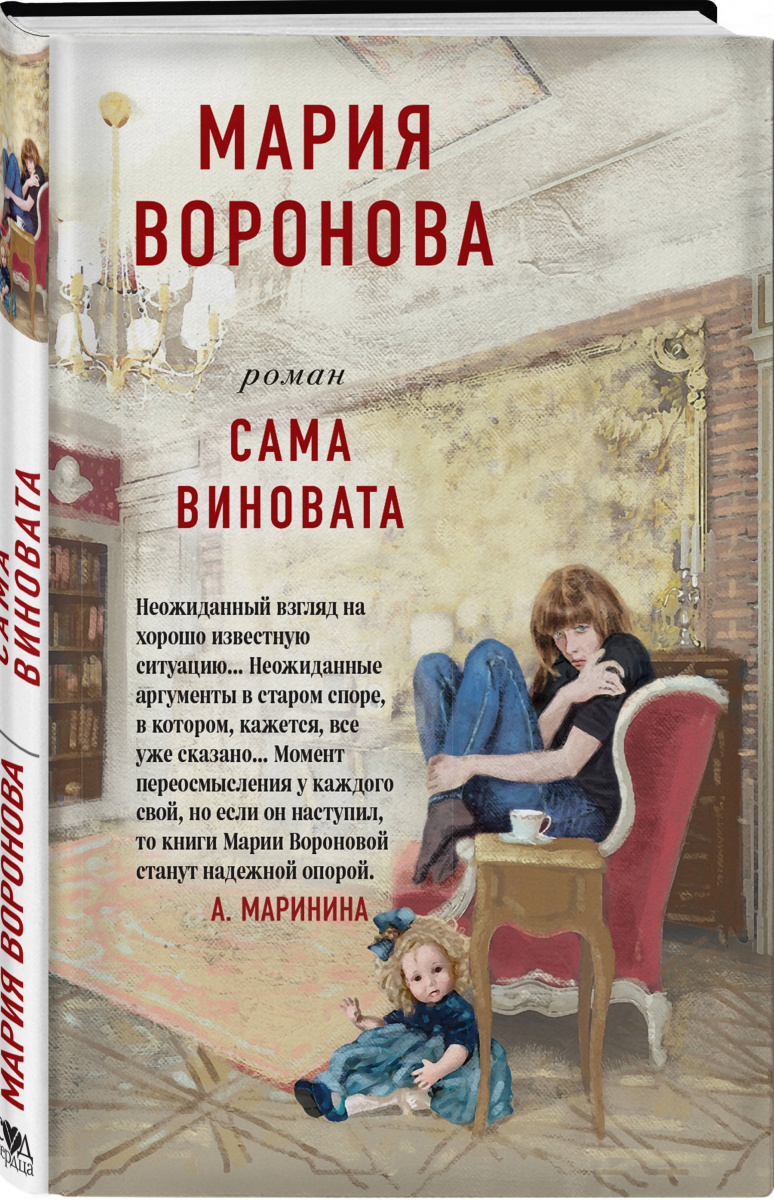 МАРИЯ
ВОРОНОВА
роман
САМА
ВИНОВАТА
Неожиданный взгляд на
хорошо известную
ситуацию... Неожиданные
аргументы в старом споре,
в котором, кажется, все
уже сказано... Момент
переосмысления у каждого
свой, но если он наступил,
то книги Марии Вороновой
станут надежной опорой.
А. МАРИНИНА
МАРИЯ ВОРОНОВА
САМА
ВИНОВАТА